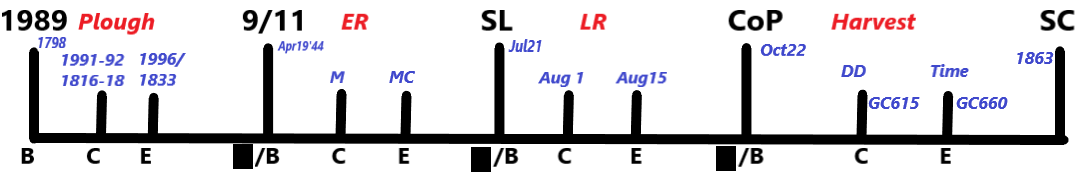 1989 Plough 9/11 ER SL LR CoP Harvest SC
1798 Apr19'44 Jul21 Oct22 1863
1991-92 1996/
1816-18 1833
M MC Aug 1 Aug15 DD Time
GC615 GC660
B C E /B C E /B C E /B C E